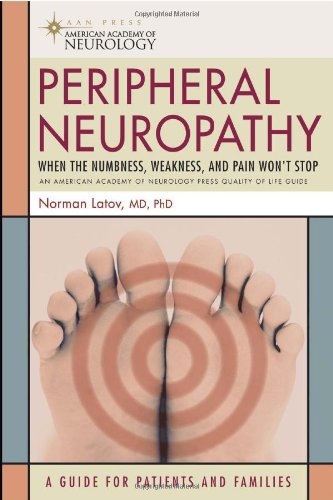 AAN PRESS
AMERICAN ACADEMY OF
NEUROLOGY
PERIPHERAL
NEUROPATHY
WHEN THE NUMBNESS, WEAKNESS, AND PAIN WON'T STOP
AN AMERICAN ACADEMY OF NEUROLOGY PRESS QUALITY OF LIFE GUIDE
Norman Latov, MD, PhD
A GUIDE FOR PATIENTS AND FAMILIES